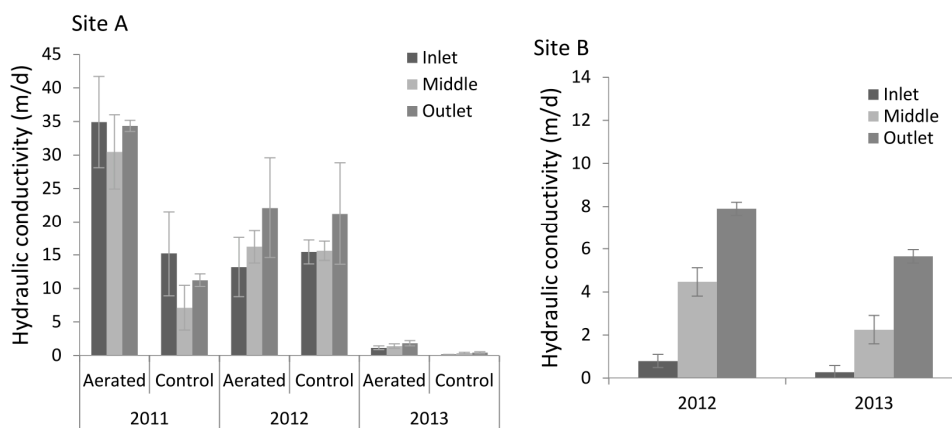 Site A
Hydraulic conductivity (m/d)
45
40
35
30
25
20
15
10
5
0
Inlet
Middle
Outlet
Aerated Control Aerated Control Aerated Control
2011 2012 2013
Site B
Hydraulic conductivity (m/d)
14
12
10
8
6
4
2
0
Inlet
Middle
Outlet
2012 2013